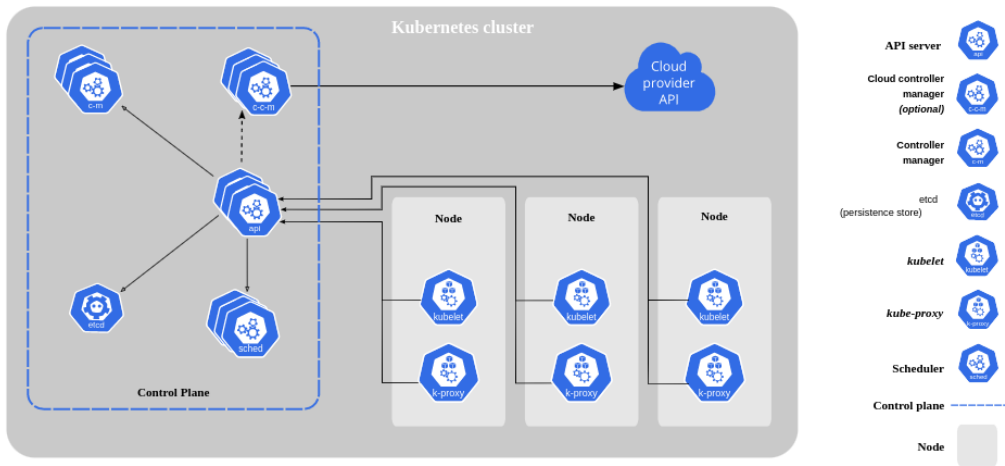 Kubernetes cluster
c-m
c-c-m
Cloud
provider
API
api
Node
Node
Node
kubelet
kubelet
kubelet
etcd
sched
k-proxy
k-proxy
k-proxy
Control Plane
API server
api
Cloud controller
manager
(optional)
c-c-m
Controller
manager
c-m
etcd
(persistence store)
etcd
kubelet
kubelet
kube-proxy
k-proxy
Scheduler
sched
Control plane
Node